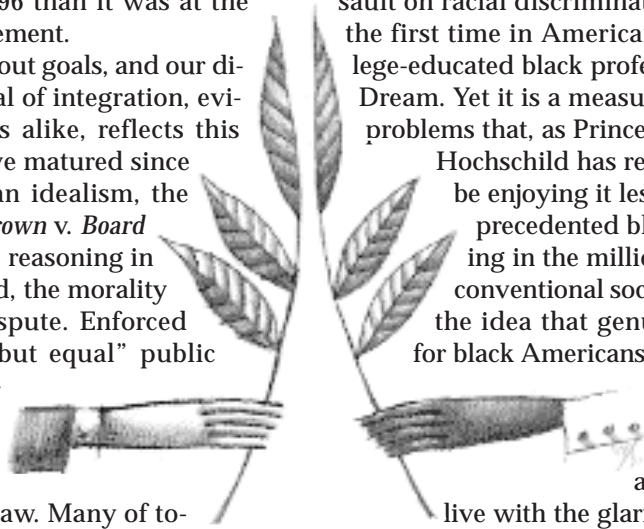 96 than it was at the
ement.
out goals, and our di-
al of integration, evi-
s alike, reflects this
ve matured since
an idealism, the
rown v. Board
reasoning in
d, the morality
spute. Enforced
but equal” public
aw. Many of to-
sault on racial discriminat
the first time in America
lege-educated black profe
Dream. Yet it is a measu
problems that, as Prince
Hochschild has re
be enjoying it les
precedented bl
ing in the millio
conventional soc
the idea that genu
for black Americans
a
live with the glar